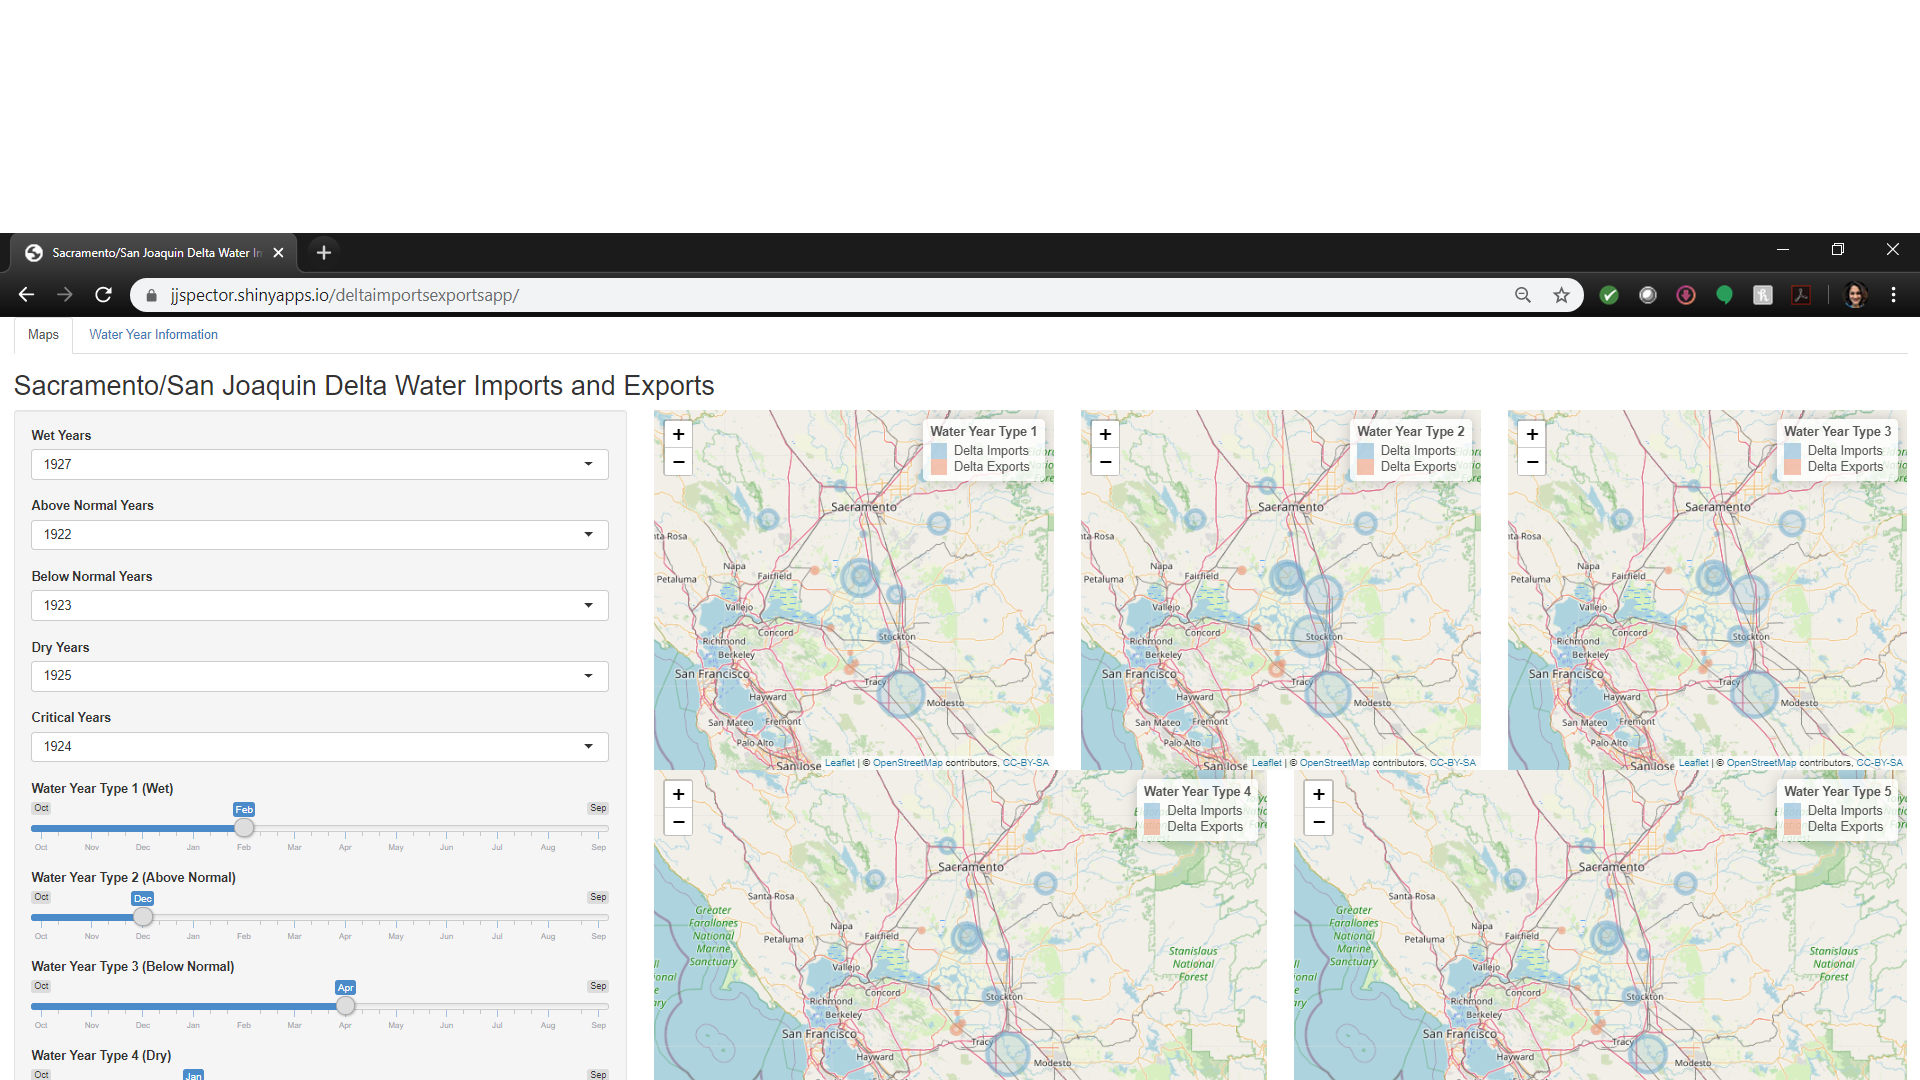 Sacramento/San Joaquin Delta Water In
jjspector.shinyapps.io/deltaimportsexportsapp/
Maps
Water Year Information
Sacramento/San Joaquin Delta Water Imports and Exports
Wet Years
1927
Above Normal Years
1922
Below Normal Years
1923
Dry Years
1925
Critical Years
1924
Water Year Type 1 (Wet)
Oct Feb Sep
Oct Nov Dec Jan Feb Mar Apr May Jun Jul Aug Sep
Water Year Type 2 (Above Normal)
Oct Dec Sep
Oct Nov Dec Jan Feb Mar Apr May Jun Jul Aug Sep
Water Year Type 3 (Below Normal)
Oct Apr Sep
Oct Nov Dec Jan Feb Mar Apr May Jun Jul Aug Sep
Water Year Type 4 (Dry)
Oct Jan Sep
+
−
Water Year Type 1
Delta Imports
Delta Exports
Sacramento
ta Rosa
Napa
Fairfield
Petaluma
Vallejo
Concord
Stockton
Richmond
Berkeley
San Francisco
Tracy
Hayward
Modesto
San Mateo
Fremont
Palo Alto
San Jose
Leaflet | © OpenStreetMap contributors, CC-BY-SA
+
−
Water Year Type 2
Delta Imports
Delta Exports
Sacramento
nta Rosa
Napa
Fairfield
Petaluma
Vallejo
Concord
Stockton
Richmond
Berkeley
San Francisco
Tracy
Hayward
Modesto
San Mateo
Fremont
Palo Alto
San Jose
Leaflet | © OpenStreetMap contributors, CC-BY-SA
+
−
Water Year Type 3
Delta Imports
Delta Exports
Sacramento
ta Rosa
Napa
Fairfield
Petaluma
Vallejo
Concord
Stockton
Richmond
Berkeley
San Francisco
Tracy
Hayward
Modesto
San Mateo
Fremont
Palo Alto
San Jose
Leaflet | © OpenStreetMap contributors, CC-BY-SA
+
−
Water Year Type 4
Delta Imports
Delta Exports
Sacramento
Santa Rosa
Greater
Farallones
National
Marine
Sanctuary
Napa
Fairfield
Petaluma
Stanislaus
National
Forest
Vallejo
Concord
Stockton
Richmond
Berkeley
San Francisco
Tracy
Hayward
Modesto
+
−
Water Year Type 5
Delta Imports
Delta Exports
Sacramento
Santa Rosa
Greater
Farallones
National
Marine
Sanctuary
Napa
Fairfield
Petaluma
Stanislaus
National
Forest
Vallejo
Concord
Stockton
Richmond
Berkeley
San Francisco
Tracy
Hayward
Modesto